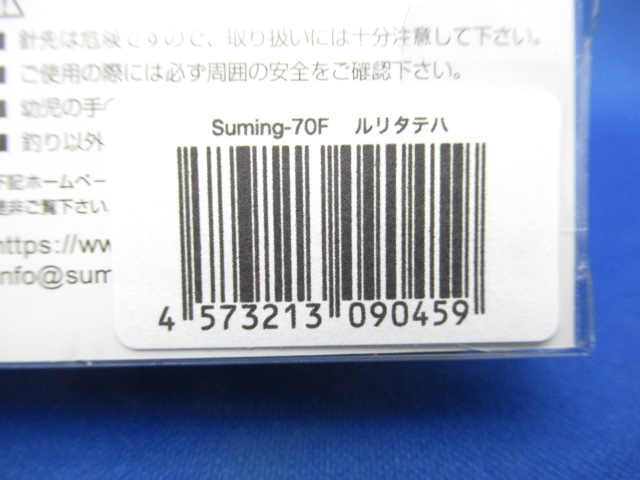 ■ 針先は危険ですので、取り扱いには十分注意して下さい。
■ ご使用の際には必ず周囲の安全をご確認下さい。
■ 幼児の手の
■ 釣り以外
下記ホームペー
是非ご覧下さい
https://ww
info@sum
Suming-70F ルリタテハ
4 573213 090459